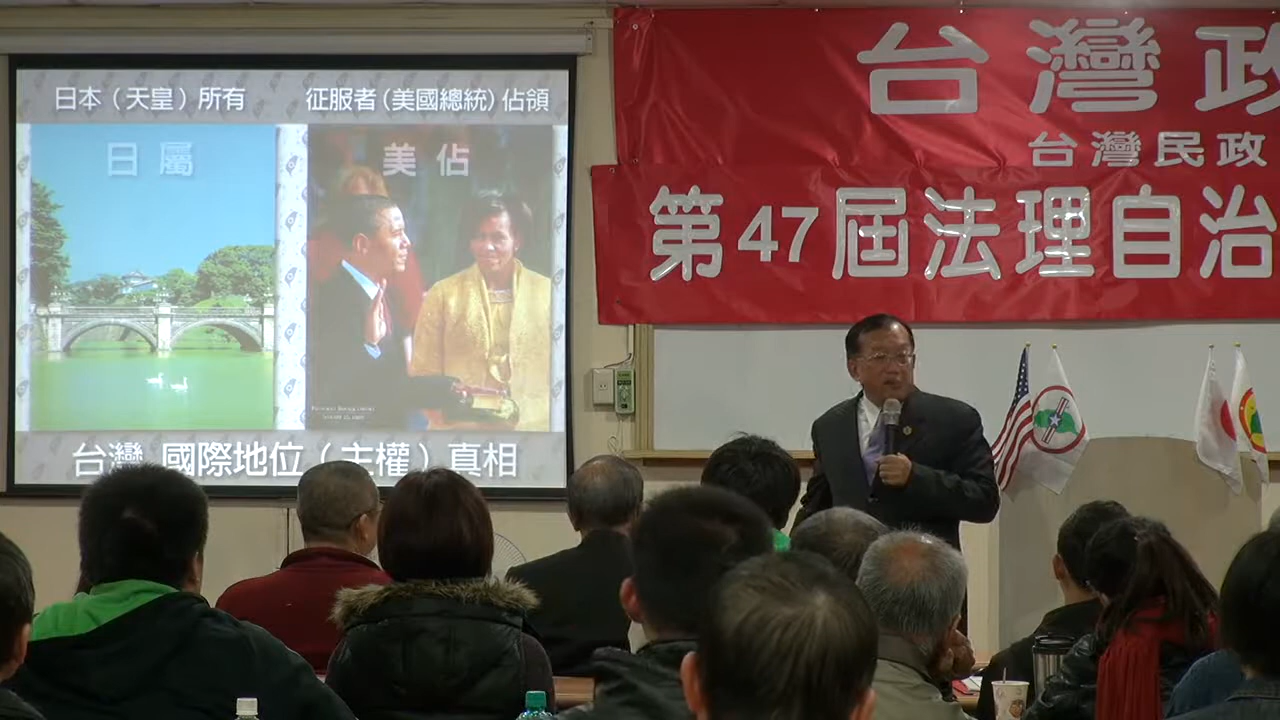 日本（天皇）所有
征服者（美國總統）佔領
日屬
美佔
台灣 國際地位（主權）真相
台灣政
台灣民政
第47屆法理自治